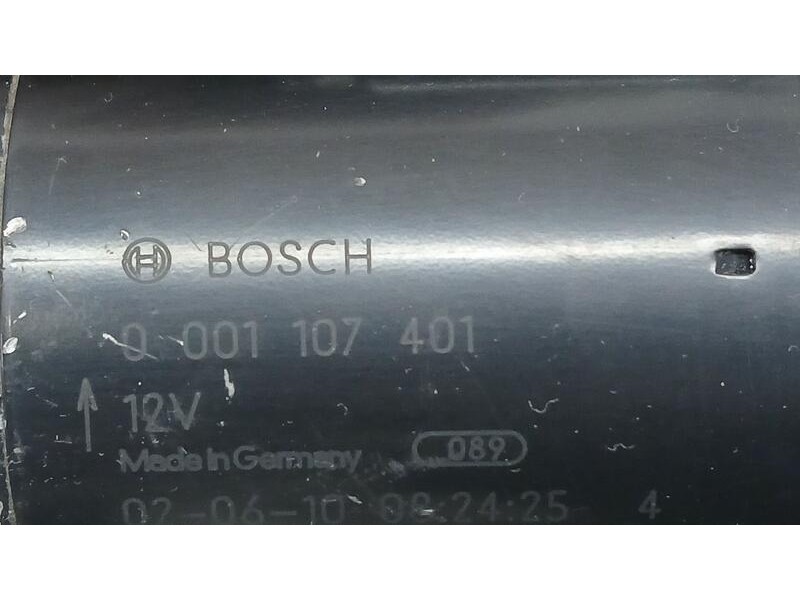 BOSCH
0 001 107 401
12V
Made in Germany 089
02-06-10 08:24:25 4